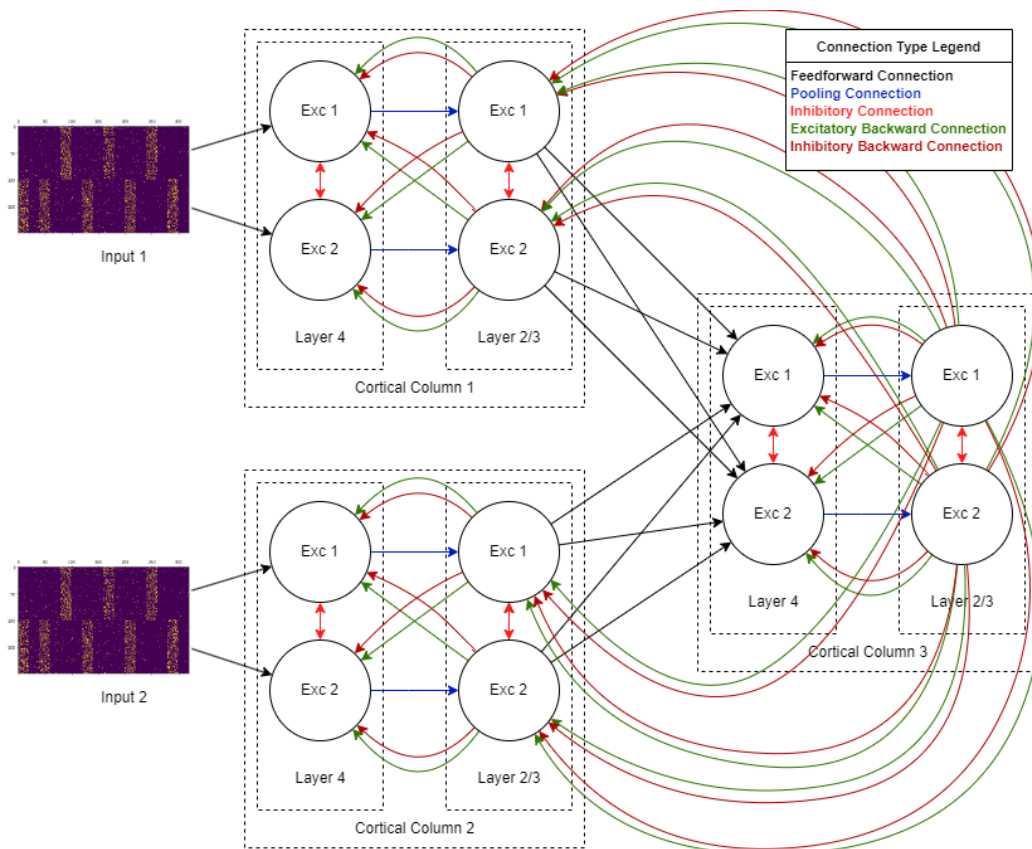 Connection Type Legend
Feedforward Connection
Pooling Connection
Inhibitory Connection
Excitatory Backward Connection
Inhibitory Backward Connection
Exc 1
Exc 1
Exc 2
Exc 2
Input 1
Layer 4
Layer 2/3
Cortical Column 1
Exc 1
Exc 1
Exc 2
Exc 2
Layer 4
Layer 2/3
Cortical Column 3
Exc 1
Exc 1
Exc 2
Exc 2
Input 2
Layer 4
Layer 2/3
Cortical Column 2